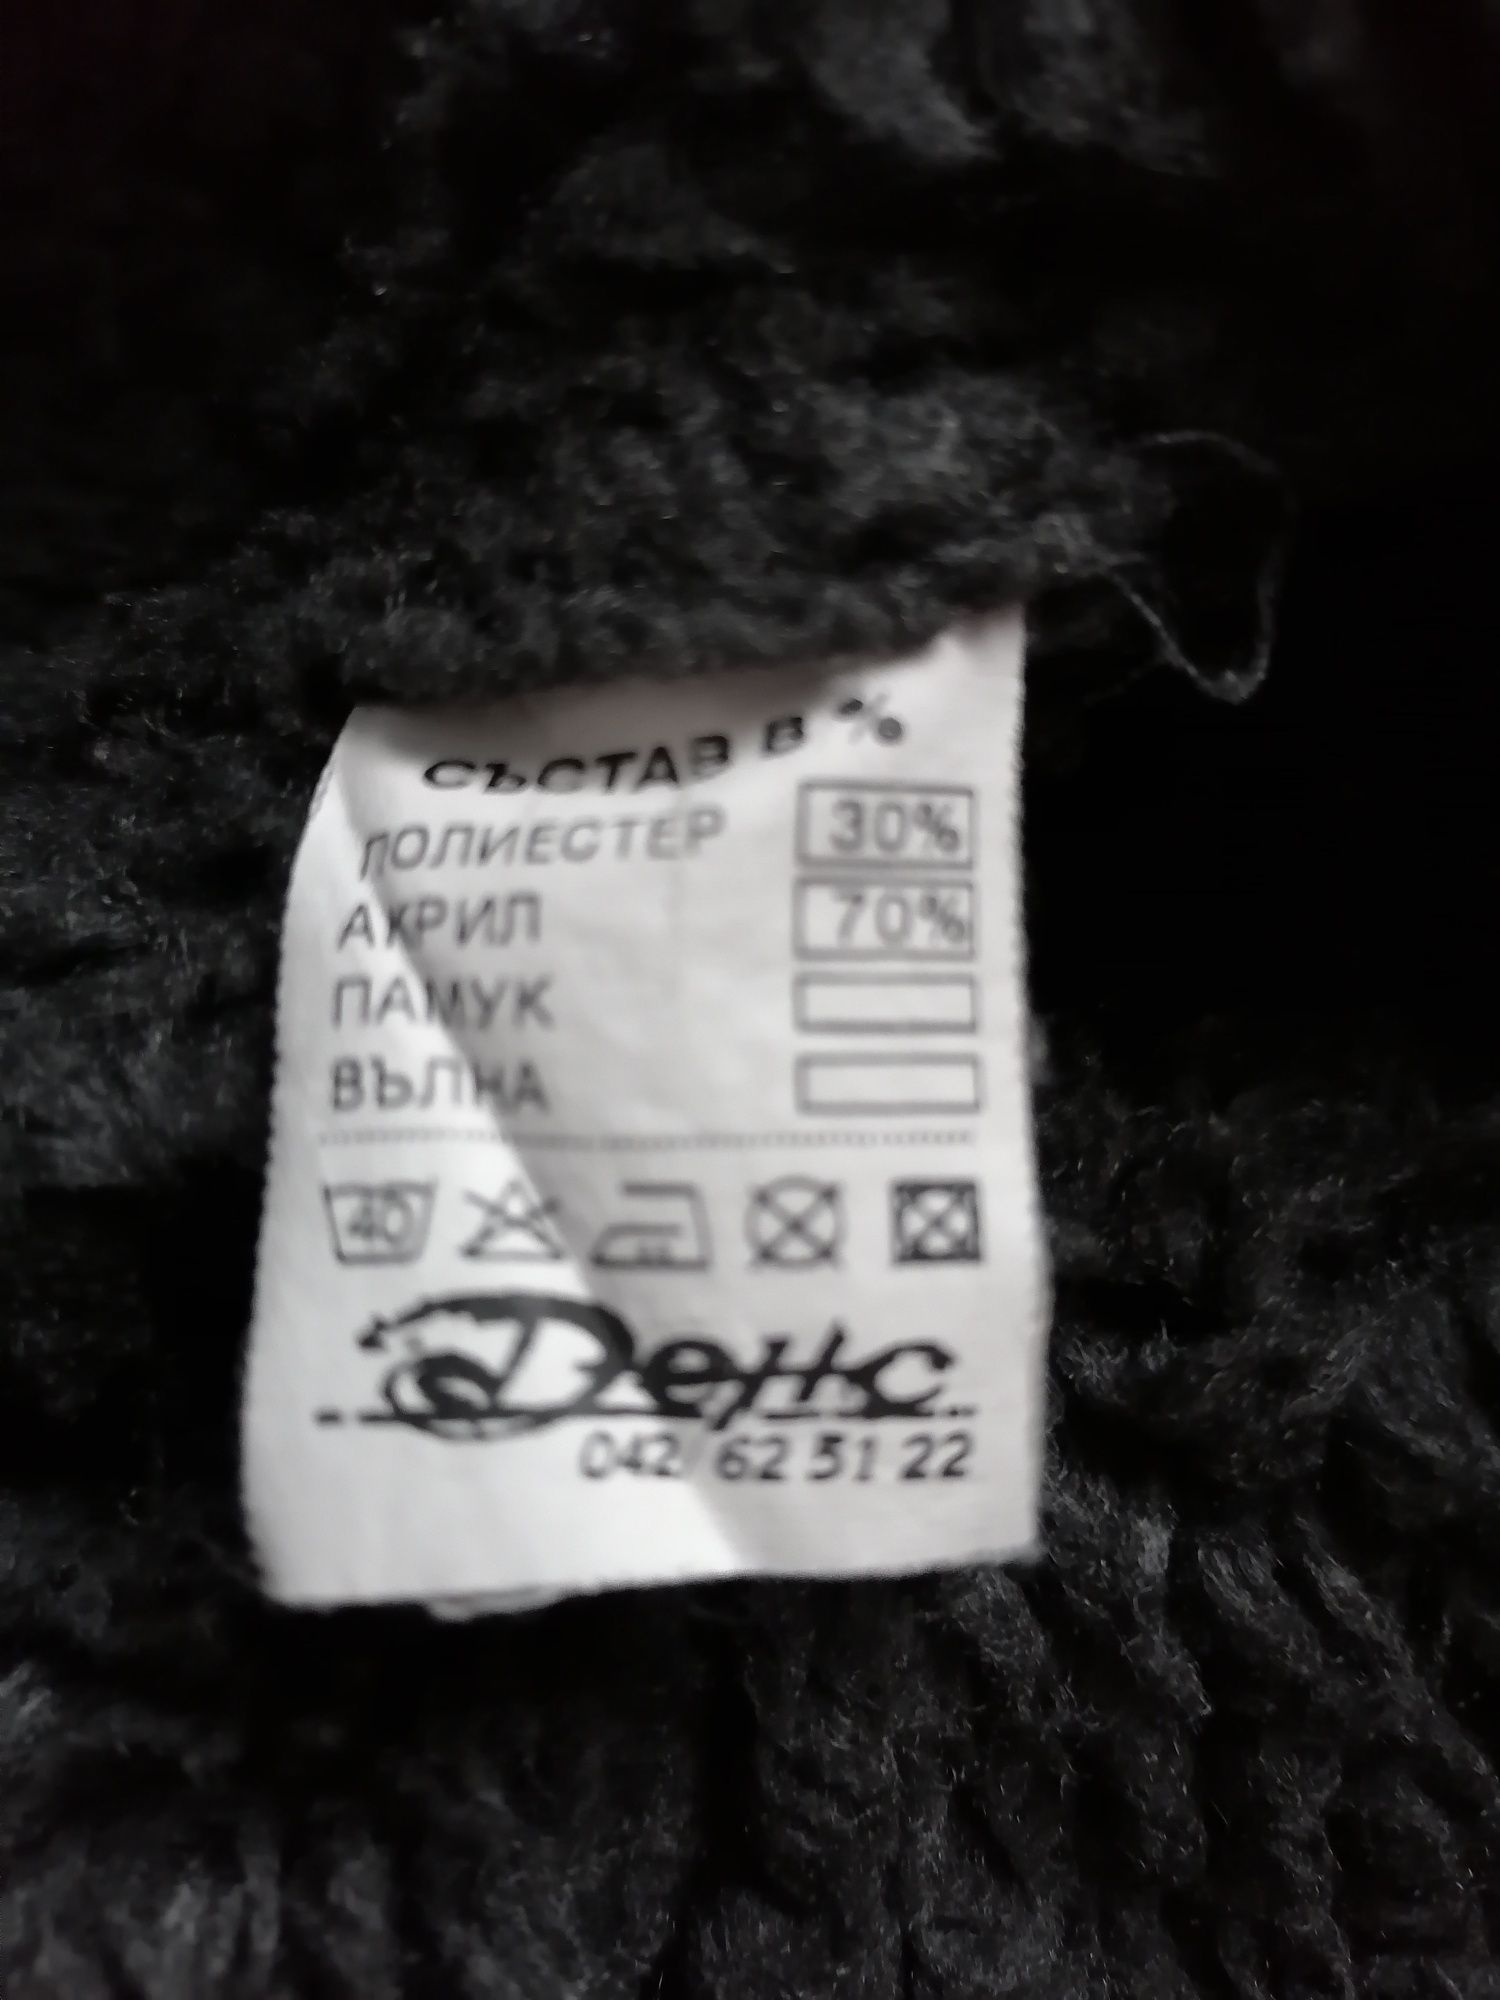 СЪСТАВ В %
ПОЛИЕСТЕР 30%
АКРИЛ 70%
ПАМУК
ВЪЛНА
40
Денс
042 / 62 51 22